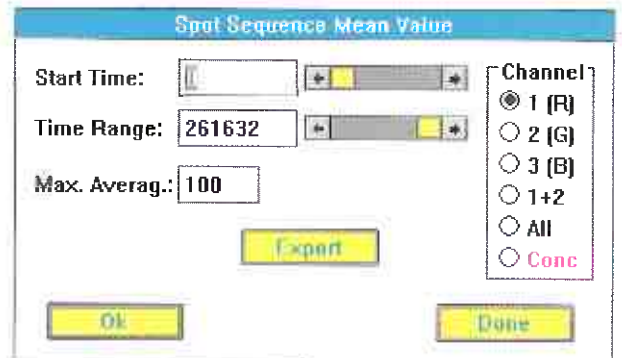 Spot Sequence Mean Value
Start Time:
Time Range: 261632
Max. Averag.: 100
Export
Ok
Done
Channel
1 (R)
2 (G)
3 (B)
1+2
All
Conc